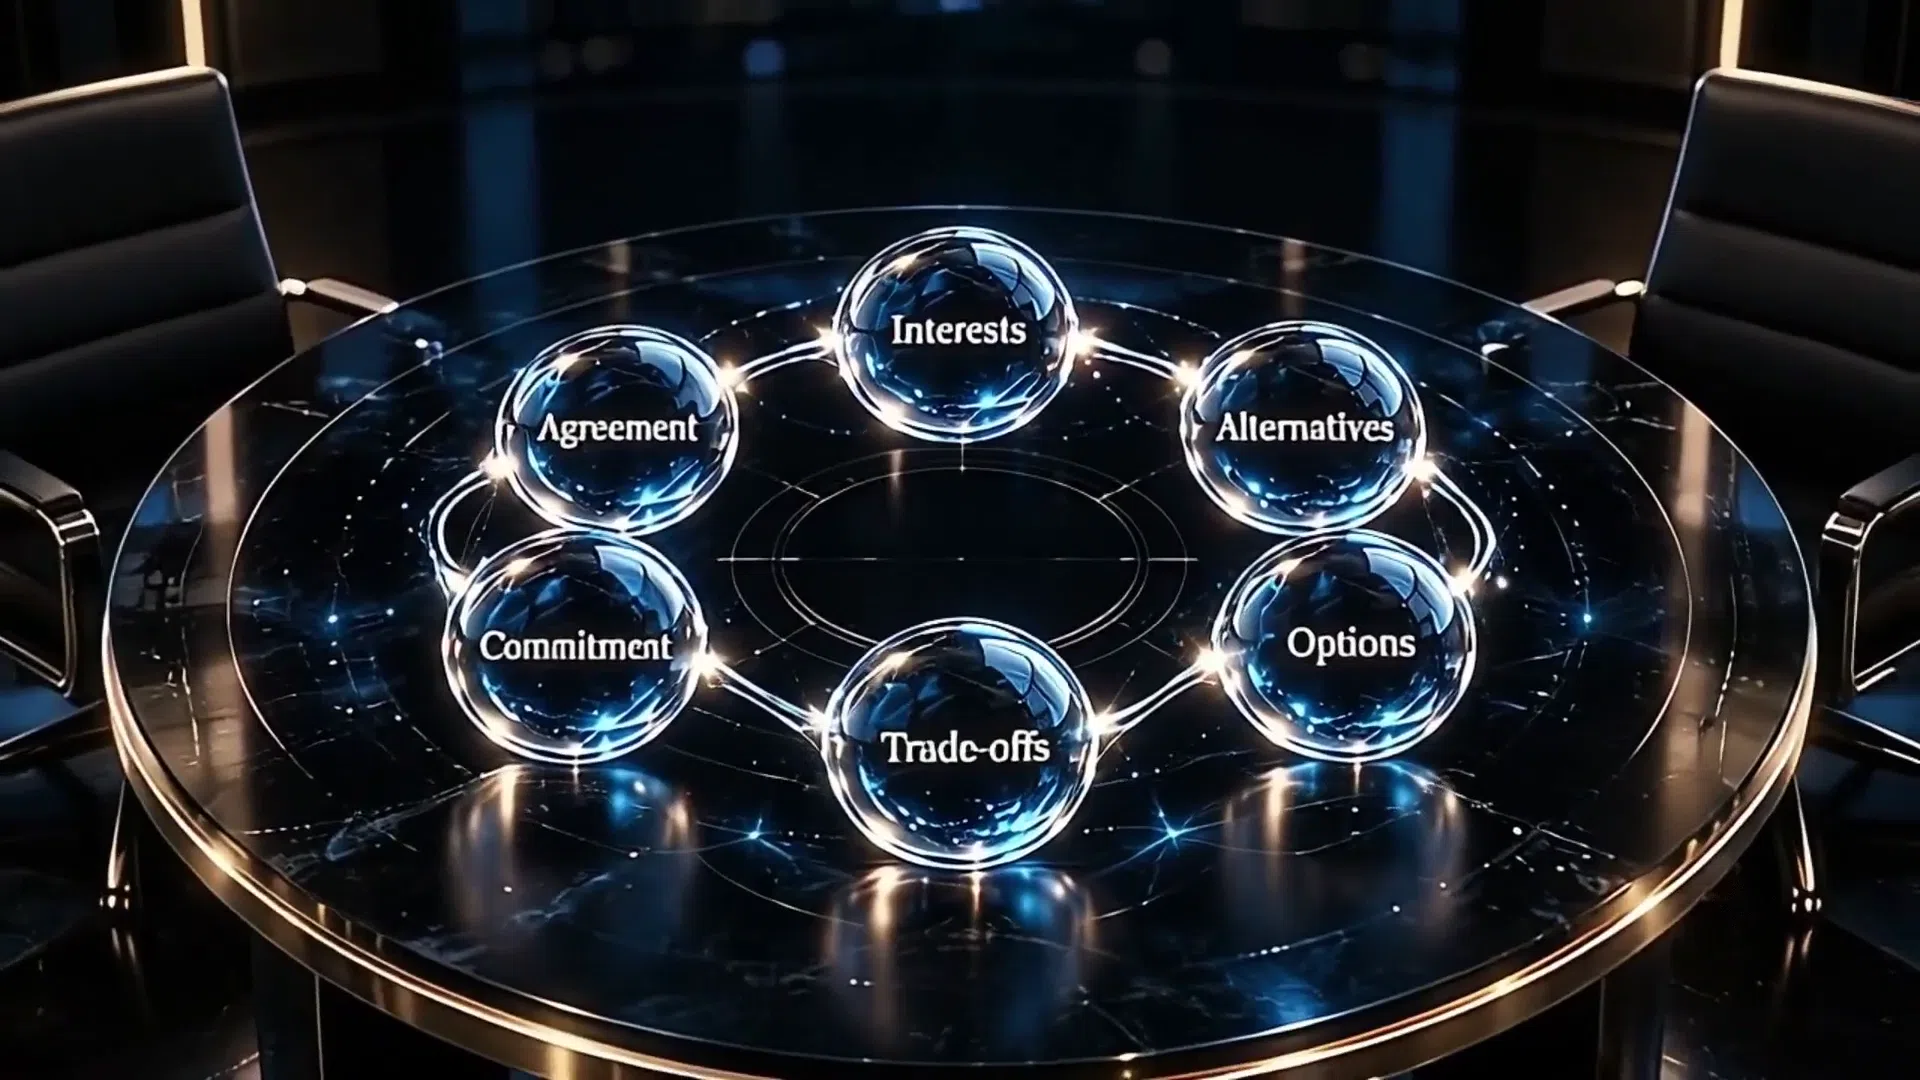 Interests
Agreement
Alternatives
Commitment
Options
Trade-offs